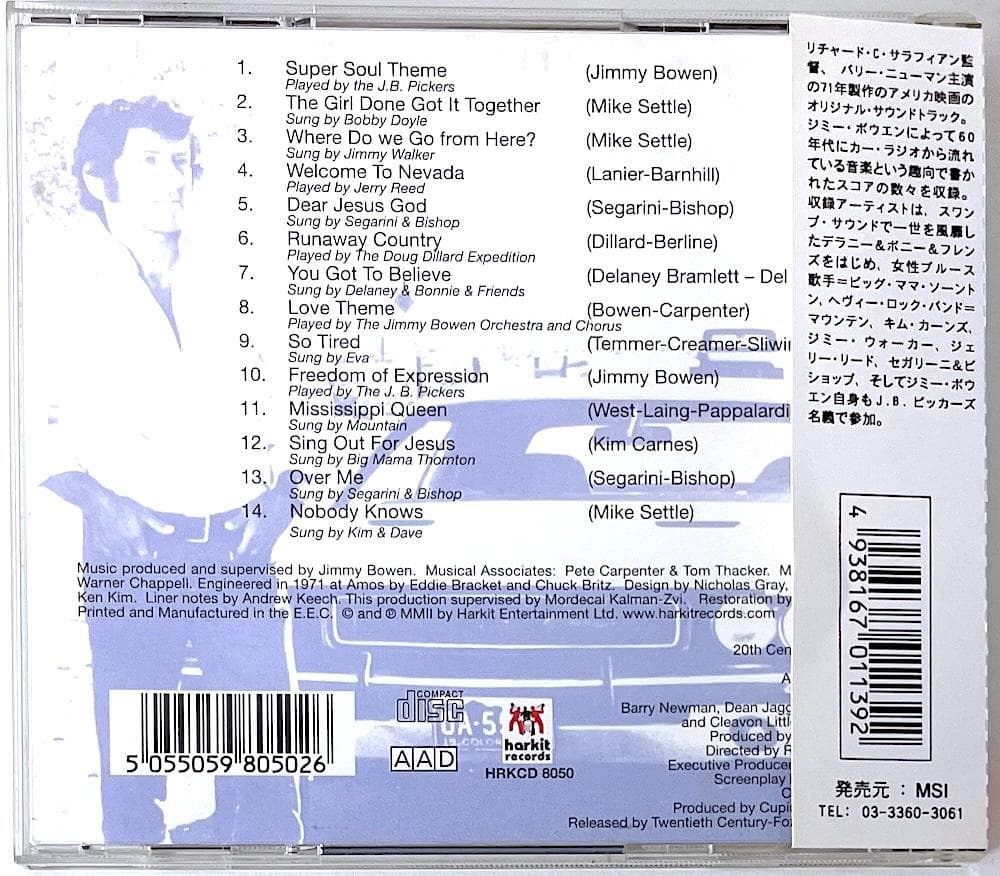 1. Super Soul Theme (Jimmy Bowen)
Played by the J.B. Pickers
2. The Girl Done Got It Together (Mike Settle)
Sung by Bobby Doyle
3. Where Do we Go from Here? (Mike Settle)
Sung by Jimmy Walker
4. Welcome To Nevada (Lanier-Barnhill)
Played by Jerry Reed
5. Dear Jesus God (Segarini-Bishop)
Sung by Segarini & Bishop
6. Runaway Country (Dillard-Berline)
Played by The Doug Dillard Expedition
7. You Got To Believe (Delaney Bramlett – Del
Sung by Delaney & Bonnie & Friends
8. Love Theme (Bowen-Carpenter)
Played by The Jimmy Bowen Orchestra and Chorus
9. So Tired (Temmer-Creamer-Sliwin
Sung by Eva
10. Freedom of Expression (Jimmy Bowen)
Played by The J. B. Pickers
11. Mississippi Queen (West-Laing-Pappalardi
Sung by Mountain
12. Sing Out For Jesus (Kim Carnes)
Sung by Big Mama Thornton
13. Over Me (Segarini-Bishop)
Sung by Segarini & Bishop
14. Nobody Knows (Mike Settle)
Sung by Kim & Dave
Music produced and supervised by Jimmy Bowen. Musical Associates: Pete Carpenter & Tom Thacker. M
Warner Chappell. Engineered in 1971 at Amos by Eddie Bracket and Chuck Britz. Design by Nicholas Gray,
Ken Kim. Liner notes by Andrew Keech. This production supervised by Mordecai Kalman-Zvi. Restoration by
Printed and Manufactured in the E.E.C. © and ℗ MMII by Harkit Entertainment Ltd. www.harkitrecords.com
20th Cen
A
Barry Newman, Dean Jagg
and Cleavon Littl
Produced by
Directed by R
Executive Producer
Screenplay
Produced by Cupi
Released by Twentieth Century-Fox
5 055059 805026
COMPACT
disc
AAD
harkit
records
HRKCD 8050
リチャード・C・サラフィアン監
督、バリー・ニューマン主演
の71年製作のアメリカ映画の
オリジナル・サウンドトラック。
ジミー・ボウエンによって60
年代にカー・ラジオから流れ
ている音楽という趣向で書か
れたスコアの数々を収録。
収録アーティストは、スワン
プ・サウンドで一世を風靡し
たデラニー&ボニー&フレン
ズをはじめ、女性ブルース
歌手=ビッグ・ママ・ソーント
ン、ヘヴィー・ロック・バンド=
マウンテン、キム・カーンズ、
ジミー・ウォーカー、ジェ
リー・リード、セガリーニ&ビ
ショップ、そしてジミー・ボウ
エン自身もJ.B.ピッカーズ
名義で参加。
4 938167 011392
発売元：MSI
TEL: 03-3360-3061